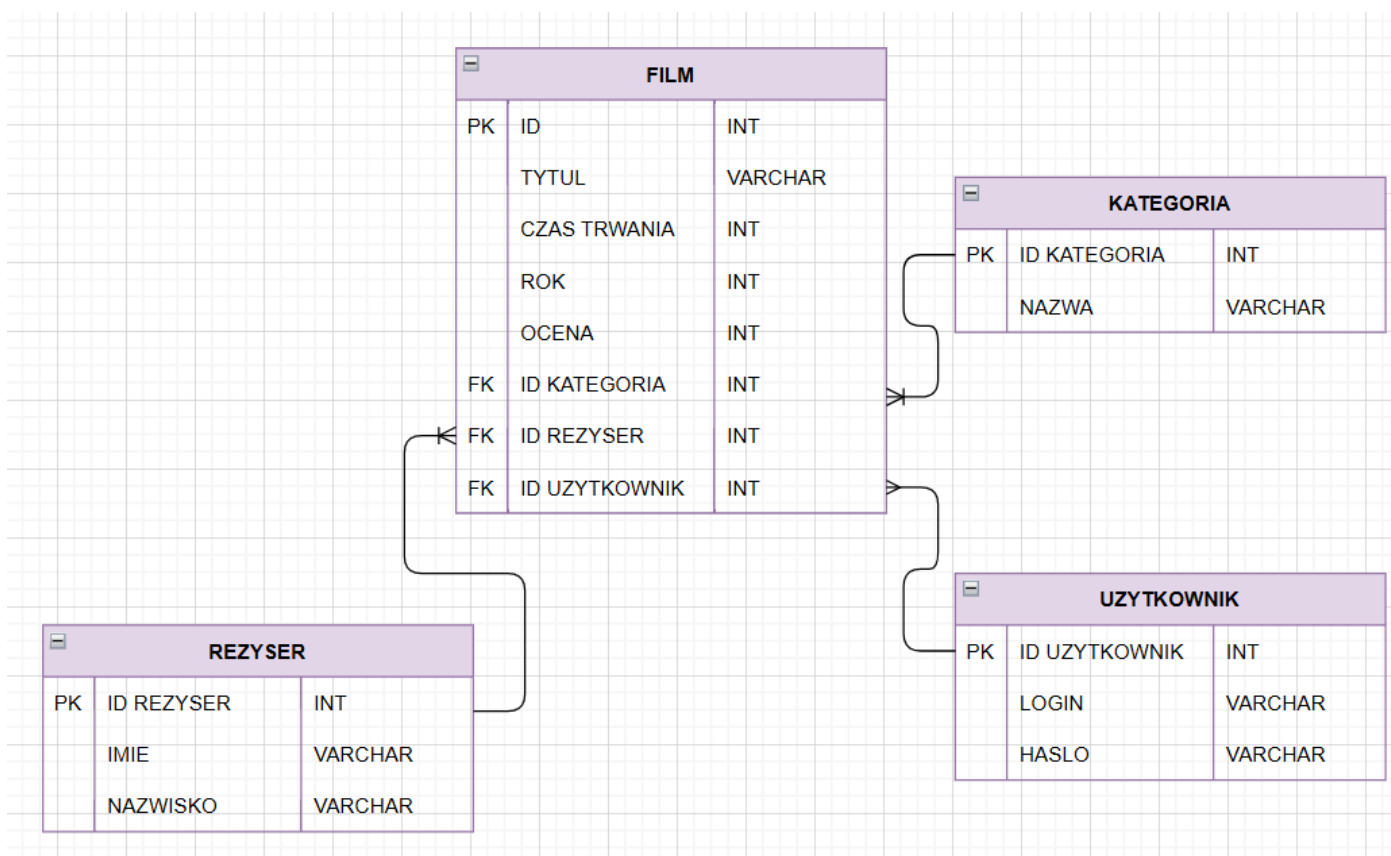 FILM
PK ID INT
TYTUL VARCHAR
CZAS TRWANIA INT
ROK INT
OCENA INT
FK ID KATEGORIA INT
FK ID REZYSER INT
FK ID UZYTKOWNIK INT
KATEGORIA
PK ID KATEGORIA INT
NAZWA VARCHAR
REZYSER
PK ID REZYSER INT
IMIE VARCHAR
NAZWISKO VARCHAR
UZYTKOWNIK
PK ID UZYTKOWNIK INT
LOGIN VARCHAR
HASLO VARCHAR